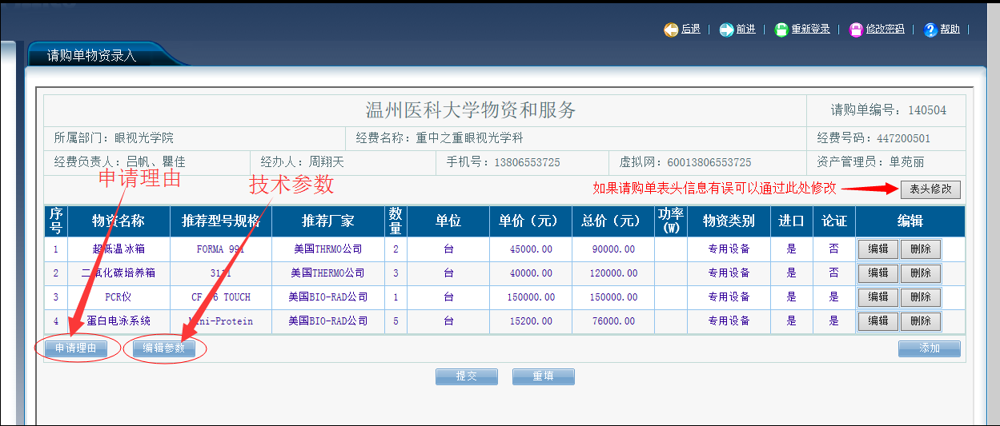 后退 | 前进 | 重新登录 | 修改密码 | 帮助 |
请购单物资录入
温州医科大学物资和服务 请购单编号：140504
所属部门：眼视光学院 经费名称：重中之重眼视光学科 经费号码：447200501
经费负责人：吕帆、瞿佳 经办人：周翔天 手机号：13806553725 虚拟网：60013806553725 资产管理员：单苑丽
申请理由 技术参数 如果请购单表头信息有误可以通过此处修改 表头修改
序号 物资名称 推荐型号规格 推荐厂家 数量 单位 单价（元） 总价（元） 功率(W) 物资类别 进口 论证 编辑
1 超低温冰箱 FORMA 991 美国THRMO公司 2 台 45000.00 90000.00 专用设备 是 否 编辑 删除
2 二氧化碳培养箱 3111 美国THERMO公司 3 台 40000.00 120000.00 专用设备 是 否 编辑 删除
3 PCR仪 CF 6 TOUCH 美国BIO-RAD公司 1 台 150000.00 150000.00 专用设备 是 是 编辑 删除
4 蛋白电泳系统 Mini-Protein 美国BIO-RAD公司 5 台 15200.00 76000.00 专用设备 是 是 编辑 删除
申请理由 编辑参数 添加
提交 重填